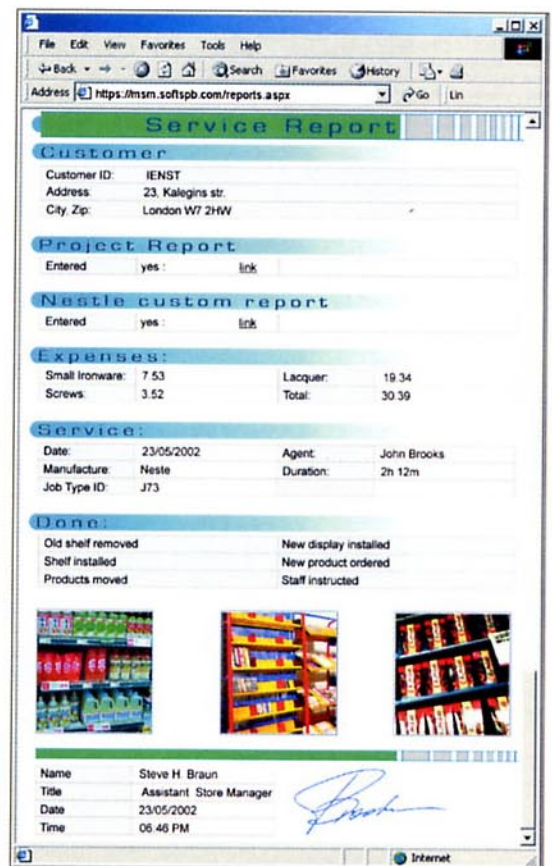 File Edit View Favorites Tools Help
Back Search Favorites History
Address https://msm.softspb.com/reports.aspx Go Lin
Service Report
Customer
Customer ID: IENST
Address: 23, Kalegins str.
City, Zip: London W7 2HW
Project Report
Entered yes : link
Nestle custom report
Entered yes : link
Expenses:
Small Ironware: 7.53 Lacquer: 19.34
Screws: 3.52 Total: 30.39
Service:
Date: 23/05/2002 Agent: John Brooks
Manufacture: Neste Duration: 2h 12m
Job Type ID: J73
Done:
Old shelf removed New display installed
Shelf installed New product ordered
Products moved Staff instructed
Name Steve H. Braun
Title Assistant Store Manager
Date 23/05/2002
Time 06.46 PM
Internet